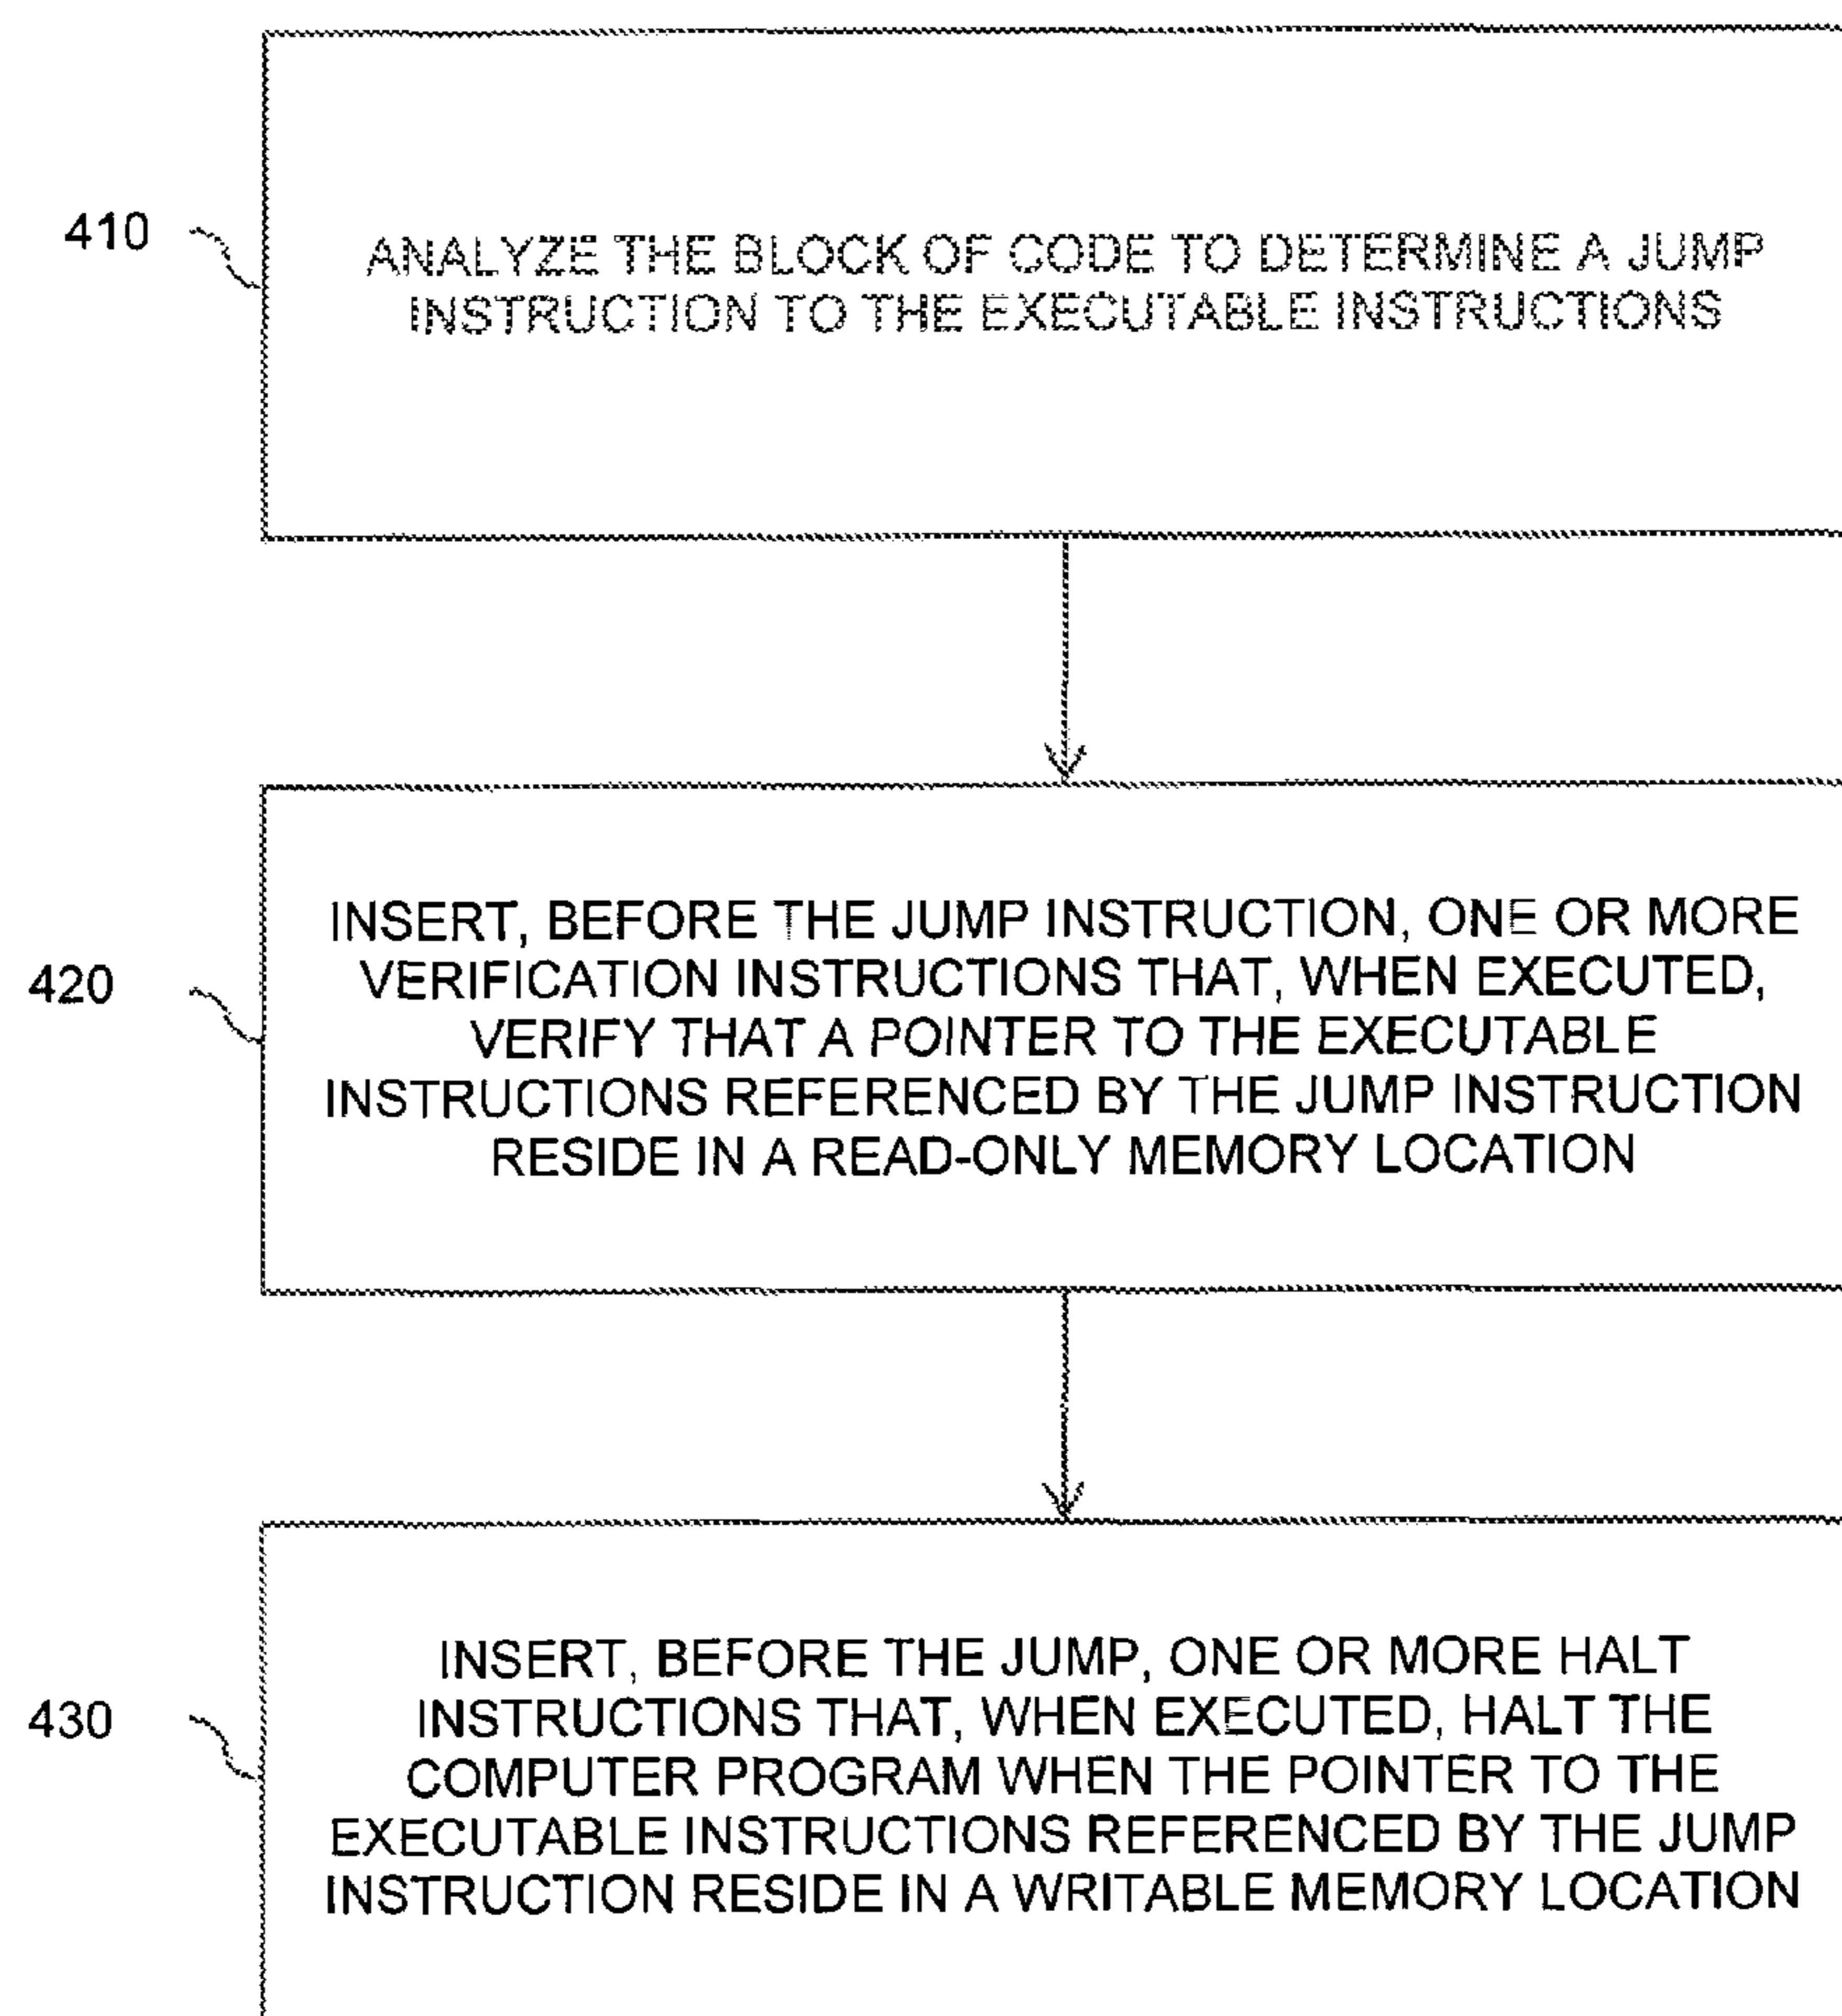 410
ANALYZE THE BLOCK OF CODE TO DETERMINE A JUMP
INSTRUCTION TO THE EXECUTABLE INSTRUCTIONS
420
INSERT, BEFORE THE JUMP INSTRUCTION, ONE OR MORE
VERIFICATION INSTRUCTIONS THAT, WHEN EXECUTED,
VERIFY THAT A POINTER TO THE EXECUTABLE
INSTRUCTIONS REFERENCED BY THE JUMP INSTRUCTION
RESIDE IN A READ-ONLY MEMORY LOCATION
430
INSERT, BEFORE THE JUMP, ONE OR MORE HALT
INSTRUCTIONS THAT, WHEN EXECUTED, HALT THE
COMPUTER PROGRAM WHEN THE POINTER TO THE
EXECUTABLE INSTRUCTIONS REFERENCED BY THE JUMP
INSTRUCTION RESIDE IN A WRITABLE MEMORY LOCATION